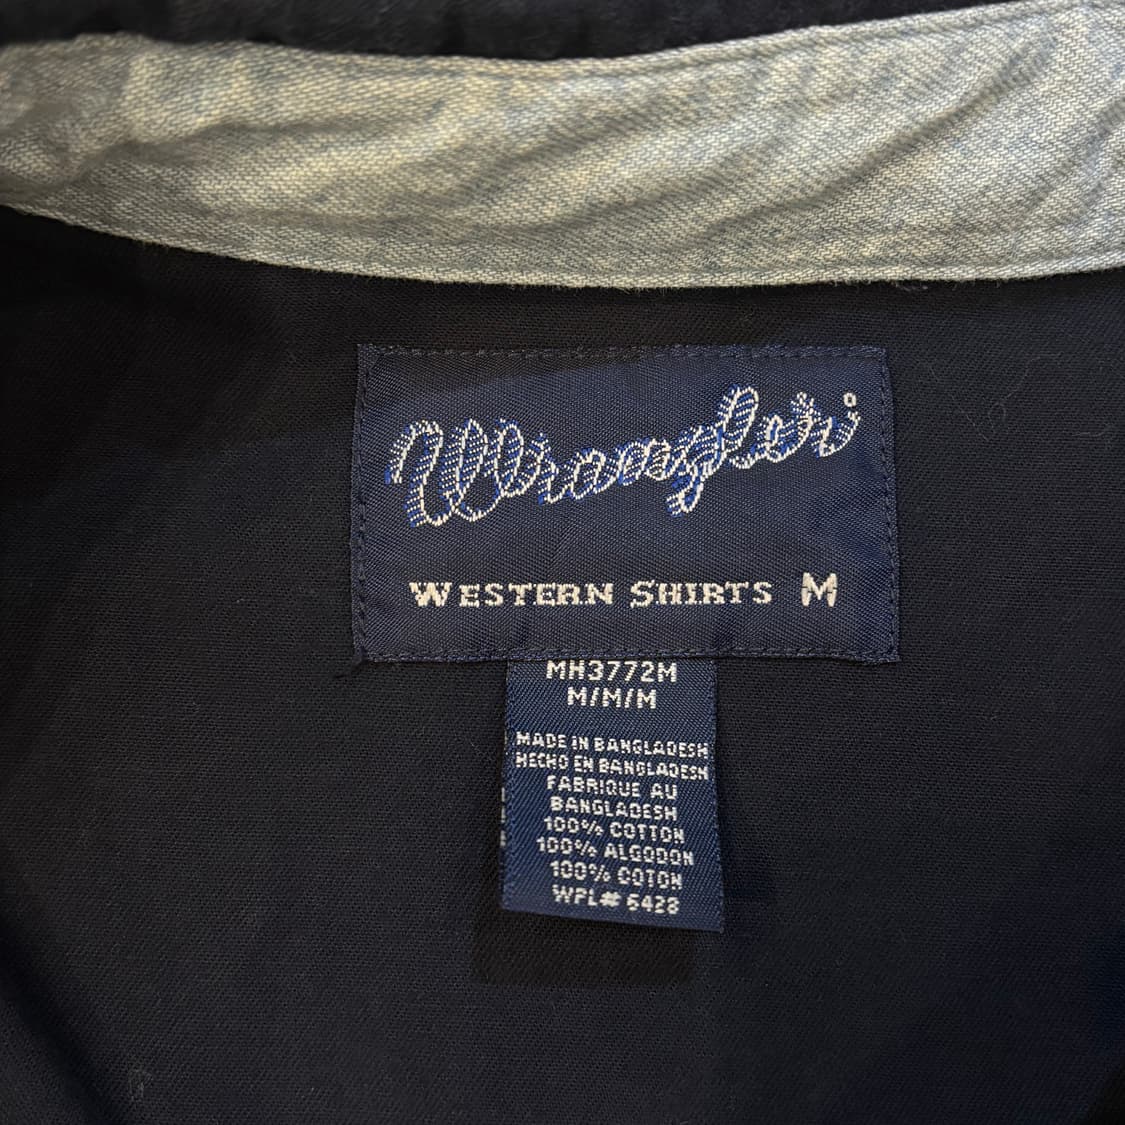 Wrangler®
WESTERN SHIRTS M
MH3772M
M/M/M
MADE IN BANGLADESH
HECHO EN BANGLADESH
FABRIQUE AU
BANGLADESH
100% COTTON
100% ALGODON
100% COTON
WPL# 6428